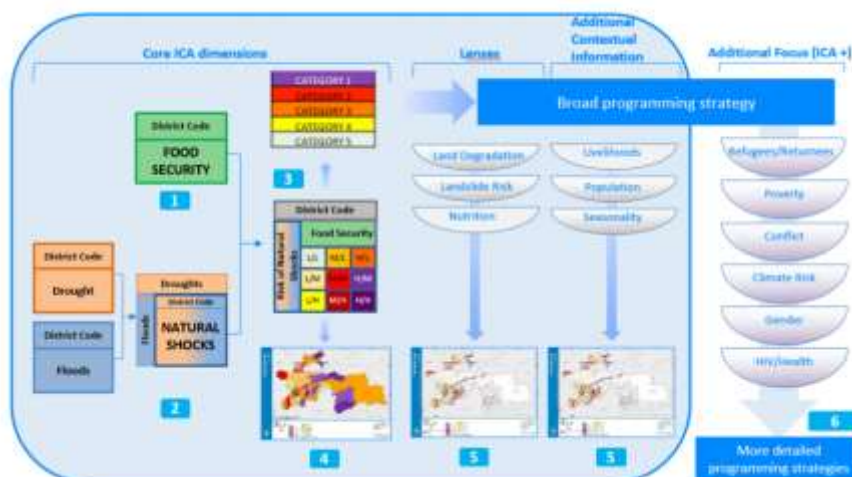 Additional
Contextual
Information
Core ICA dimensions
Lenses
Additional Focus (ICA +)
CATEGORY 1
CATEGORY 2
CATEGORY 3
CATEGORY 4
CATEGORY 5
Broad programming strategy
District Code
FOOD
SECURITY
1
3
Land Degradation
Landslide Risk
Nutrition
Livelihoods
Population
Seasonality
Refugees/Returnees
Poverty
Conflict
Climate Risk
Gender
HIV/Health
District Code
Food Security
Risk of Natural
Shocks
L/L
M/L
H/L
L/M
H/M
L/H
M/H
H/H
District Code
Drought
District Code
Floods
Droughts
Floods
District Code
NATURAL
SHOCKS
2
4
5
5
6
More detailed
programming strategies